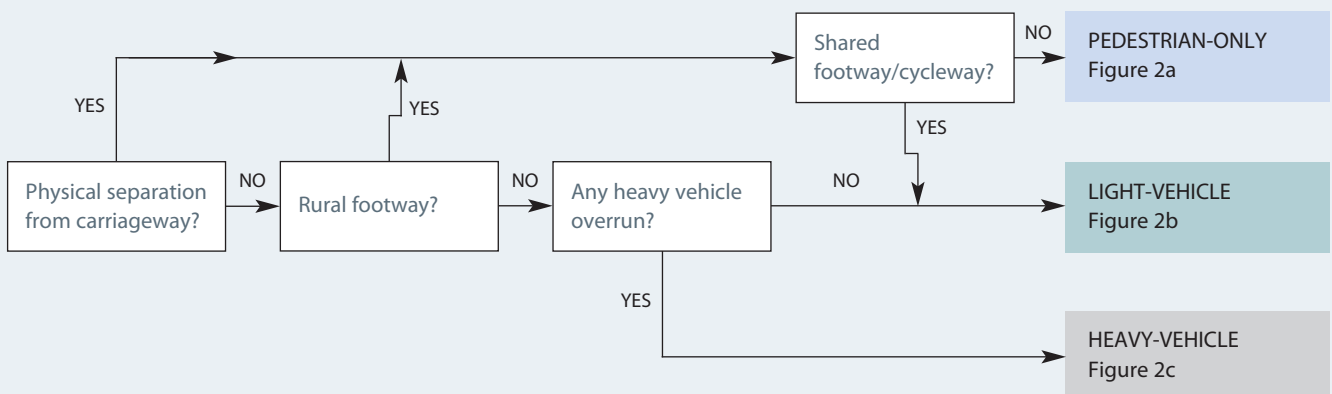 Shared
footway/cycleway?
NO
PEDESTRIAN-ONLY
Figure 2a
YES
YES
YES
Physical separation
from carriageway?
NO
Rural footway?
NO
Any heavy vehicle
overrun?
NO
LIGHT-VEHICLE
Figure 2b
YES
HEAVY-VEHICLE
Figure 2c